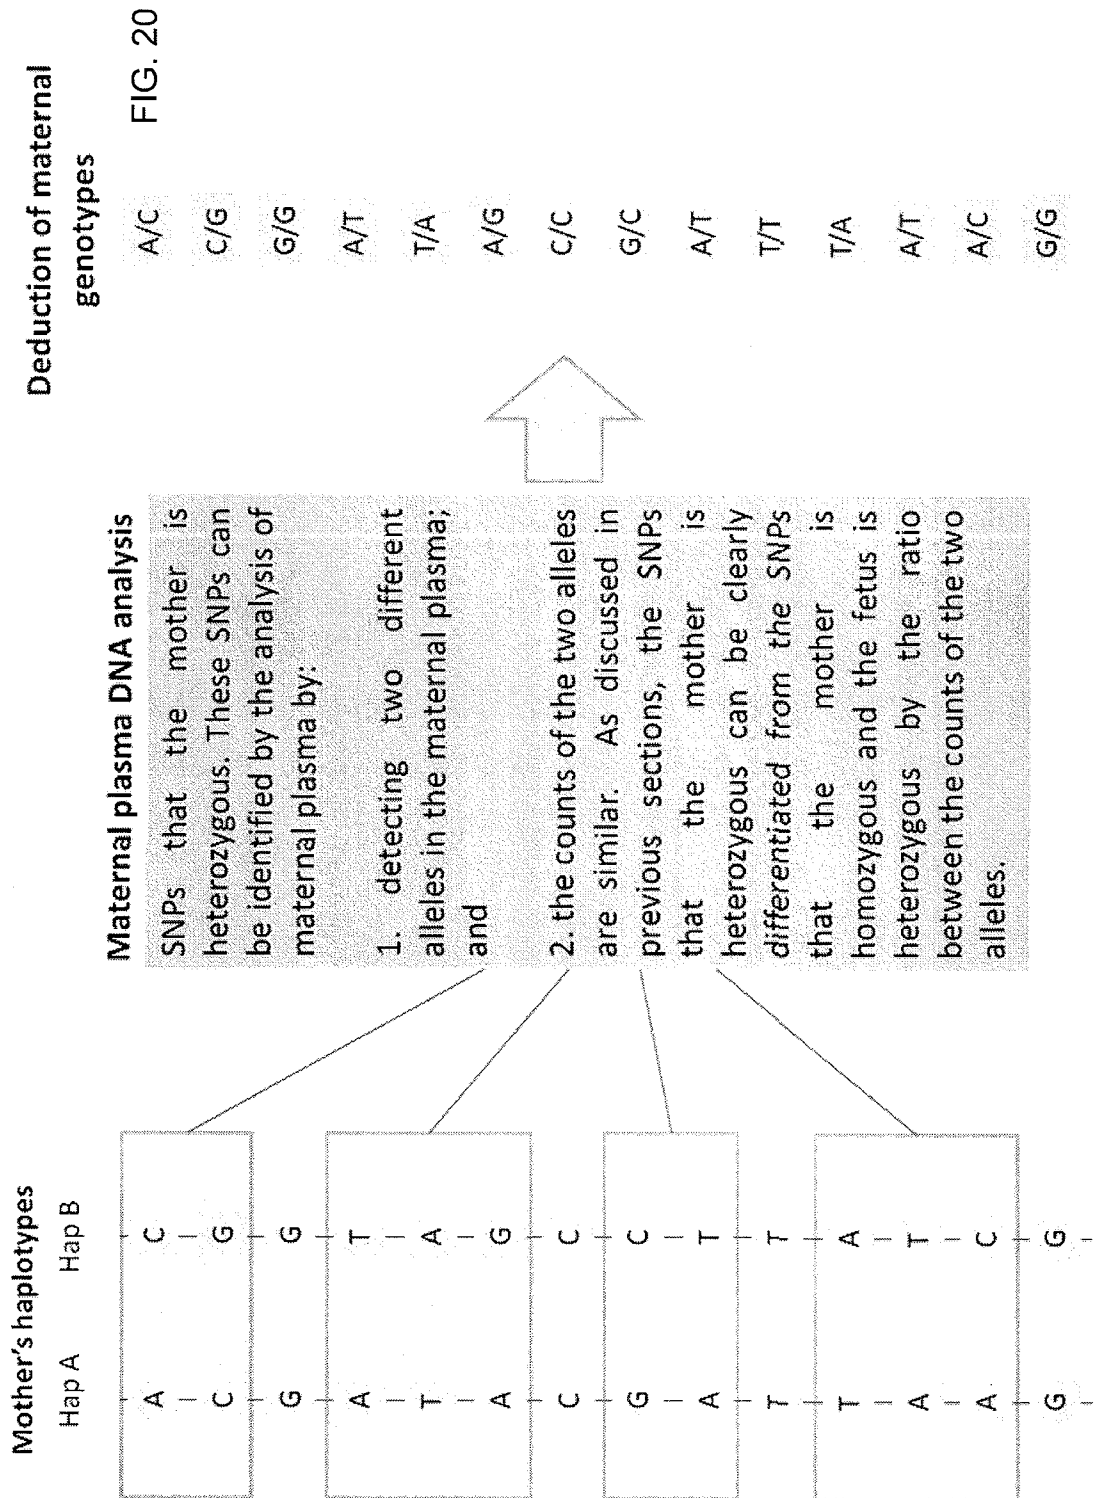 FIG. 20
Mother's haplotypes
Hap A Hap B
A C
C G
G G
A T
T A
A G
C C
G C
A T
T T
T A
A T
A C
G G
Maternal plasma DNA analysis
SNPs that the mother is
heterozygous. These SNPs can
be identified by the analysis of
maternal plasma by:
1. detecting two different
alleles in the maternal plasma;
and
2. the counts of the two alleles
are similar. As discussed in
previous sections, the SNPs
that the mother is
heterozygous can be clearly
differentiated from the SNPs
that the mother is
homozygous and the fetus is
heterozygous by the ratio
between the counts of the two
alleles.
Deduction of maternal
genotypes
A/C
C/G
G/G
A/T
T/A
A/G
C/C
G/C
A/T
T/T
T/A
A/T
A/C
G/G